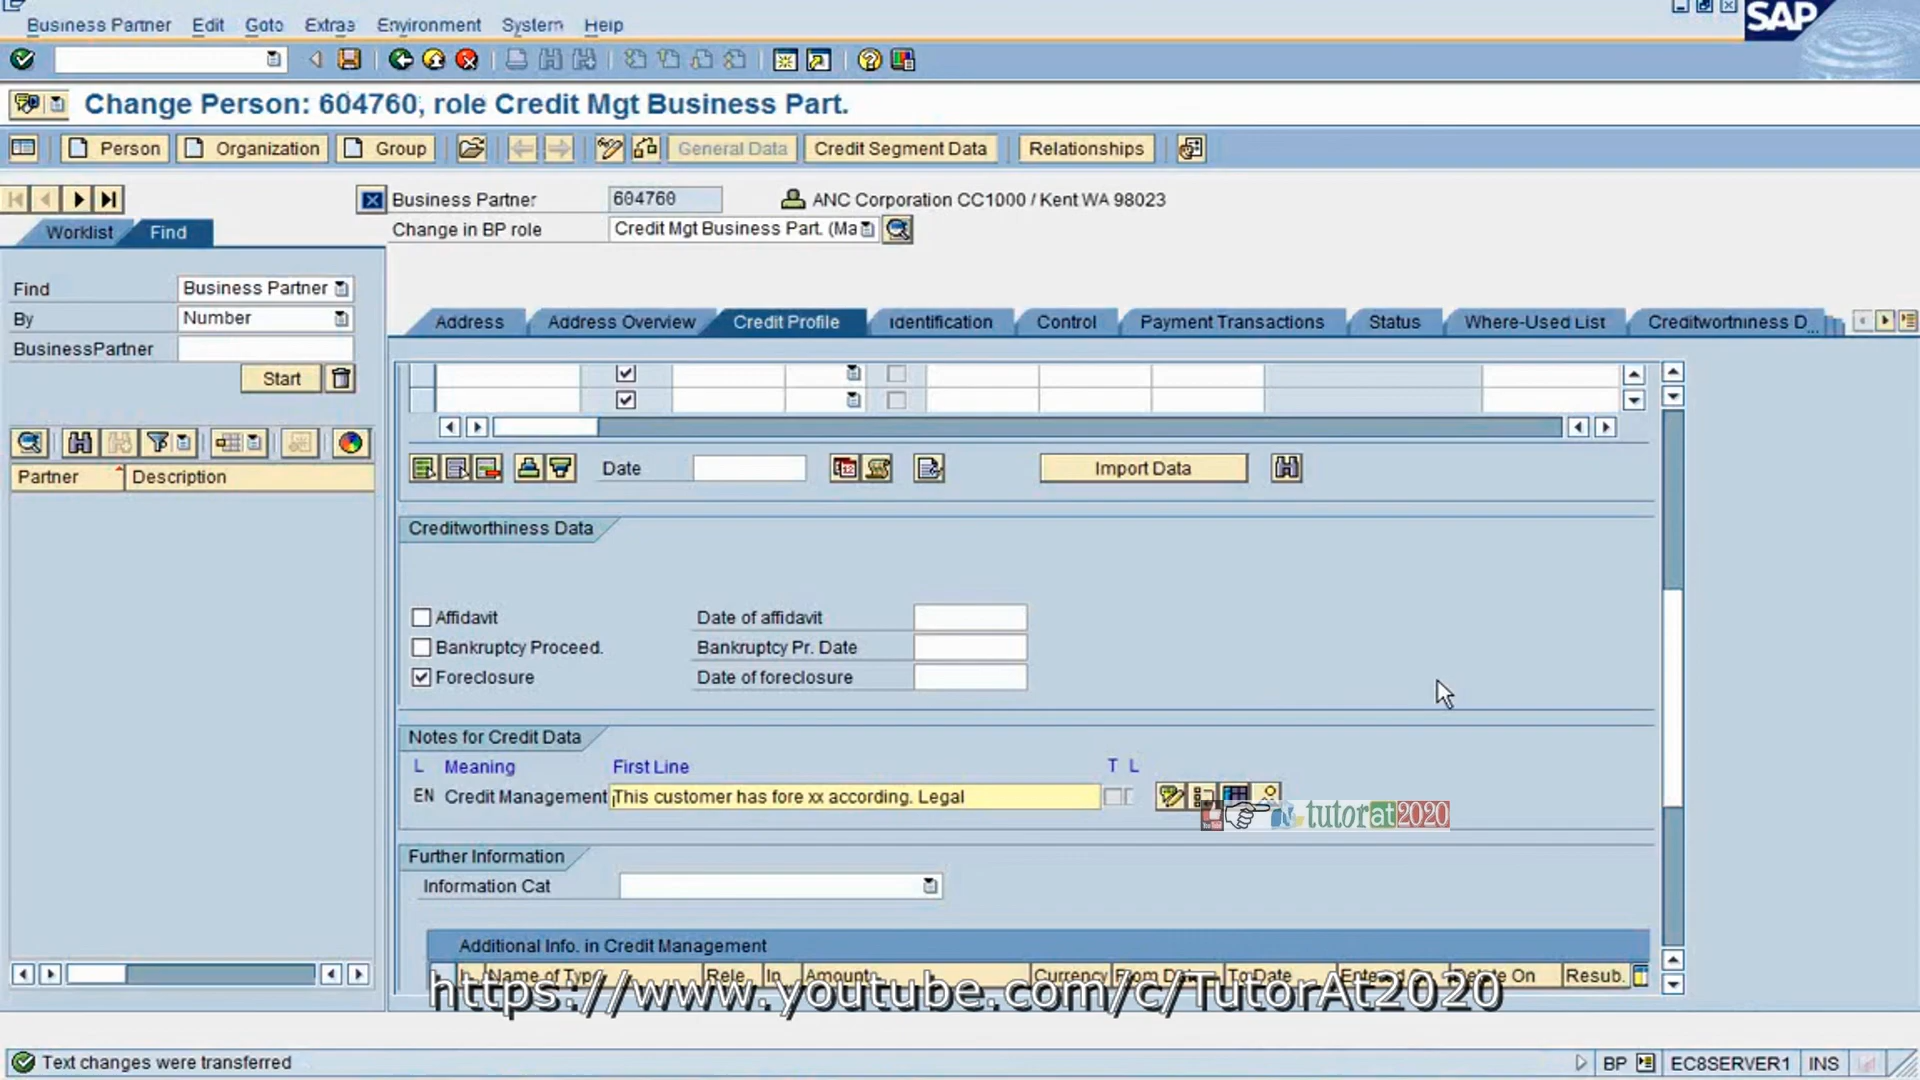 Business Partner Edit Goto Extras Environment System Help
SAP
Change Person: 604760, role Credit Mgt Business Part.
Person Organization Group General Data Credit Segment Data Relationships
Business Partner 604760 ANC Corporation CC1000 / Kent WA 98023
Change in BP role Credit Mgt Business Part. (Ma
Worklist Find
Find Business Partner
By Number
BusinessPartner
Start
Partner Description
Address Address Overview Credit Profile Identification Control Payment Transactions Status Where-Used List Creditworthiness D...
Date Import Data
Creditworthiness Data
Affidavit Date of affidavit
Bankruptcy Proceed. Bankruptcy Pr. Date
Foreclosure Date of foreclosure
Notes for Credit Data
L Meaning First Line T L
EN Credit Management This customer has fore xx according. Legal
tutorat2020
Further Information
Information Cat
Additional Info. in Credit Management
Name of Type Rele In Amount Currency From Date To Date Entered On Delete On Resub.
https://www.youtube.com/c/TutorAt2020
Text changes were transferred BP EC8SERVER1 INS